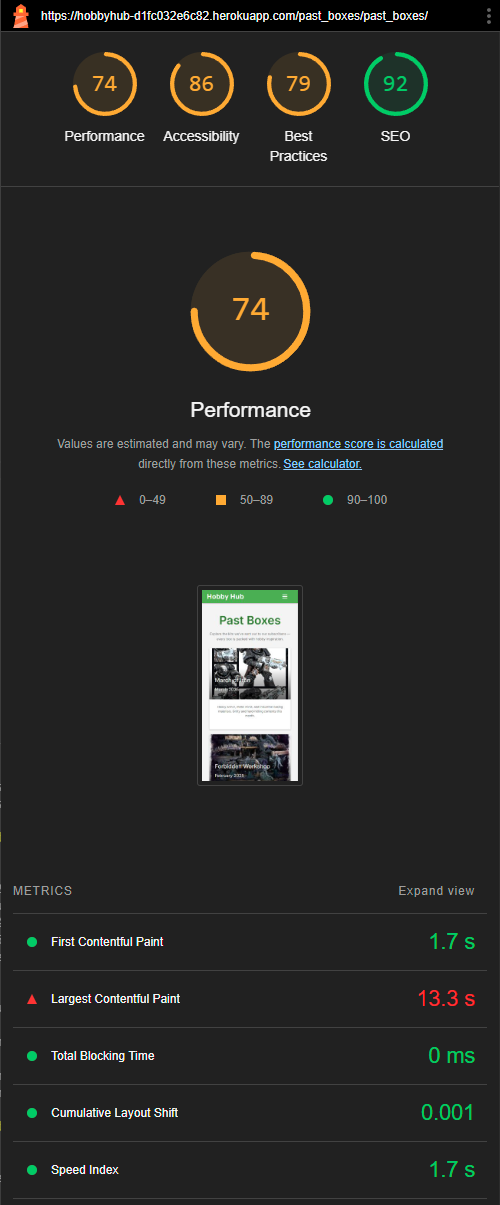 https://hobbyhub-d1fc032e6c82.herokuapp.com/past_boxes/past_boxes/
74 86 79 92
Performance Accessibility Best Practices SEO
74
Performance
Values are estimated and may vary. The performance score is calculated
directly from these metrics. See calculator.
0–49 50–89 90–100
Hobby Hub
Past Boxes
March 2025
Forbidden Workshop
February 2025
METRICS Expand view
First Contentful Paint 1.7 s
Largest Contentful Paint 13.3 s
Total Blocking Time 0 ms
Cumulative Layout Shift 0.001
Speed Index 1.7 s